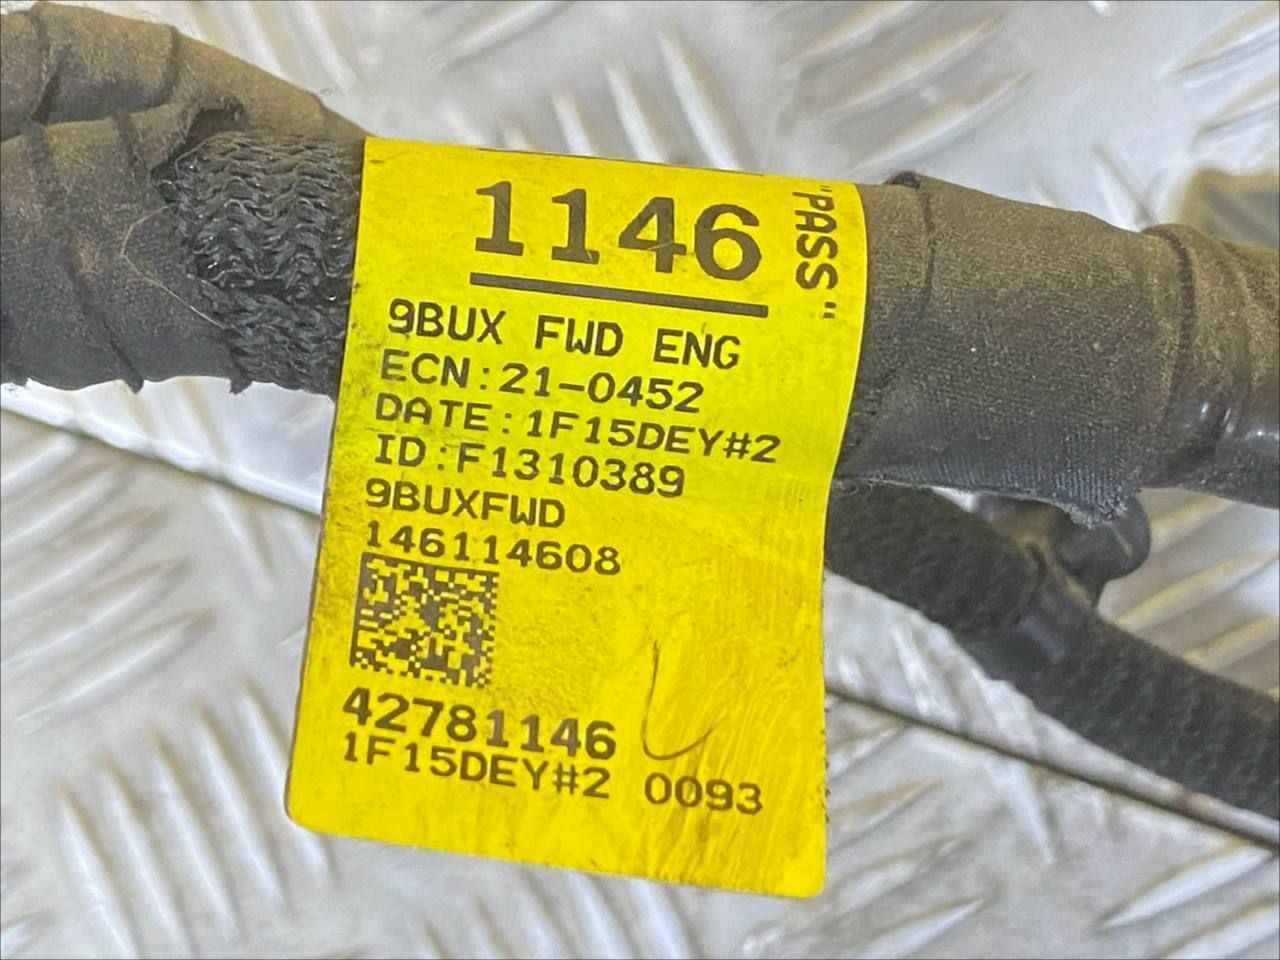 1146
"PASS"
9BUX FWD ENG
ECN:21-0452
DATE:1F15DEY#2
ID:F1310389
9BUXFWD
146114608
42781146
1F15DEY#2 0093